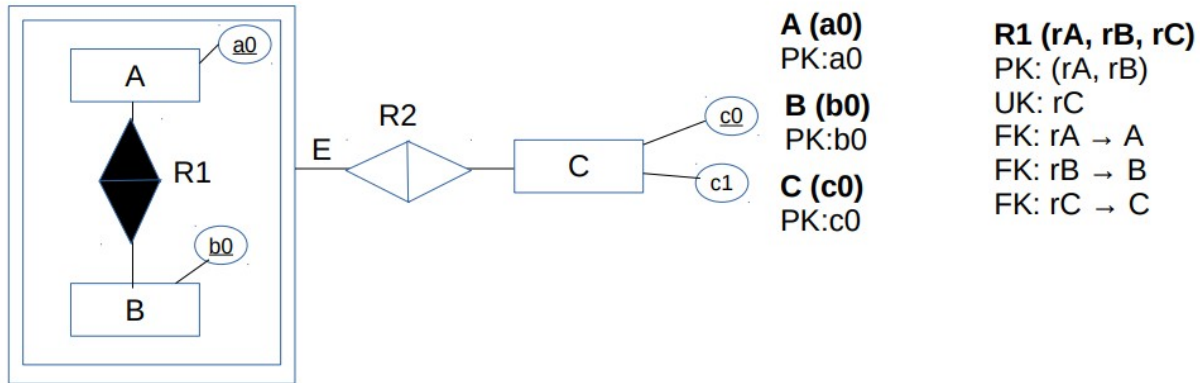 a0
A
R1
b0
B
E
R2
C
c0
c1
A (a0)
PK:a0
B (b0)
PK:b0
C (c0)
PK:c0
R1 (rA, rB, rC)
PK: (rA, rB)
UK: rC
FK: rA → A
FK: rB → B
FK: rC → C